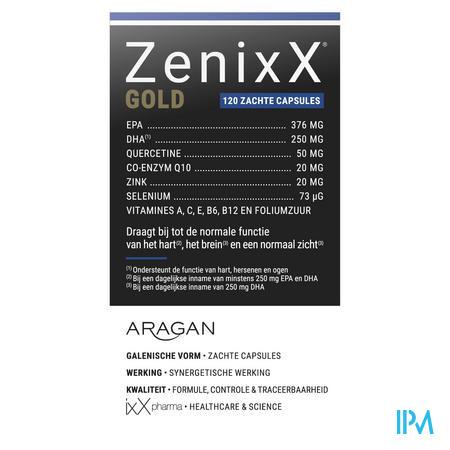 ZenixX®
GOLD
120 ZACHTE CAPSULES
EPA ........................................ 376 MG
DHA(1) ..................................... 250 MG
QUERCETINE ............................ 50 MG
CO-ENZYM Q10 ........................ 20 MG
ZINK ........................................ 20 MG
SELENIUM ................................ 73 µG
VITAMINES A, C, E, B6, B12 EN FOLIUMZUUR
Draagt bij tot de normale functie
van het hart(2), het brein(3) en een normaal zicht(3)
(1) Ondersteunt de functie van hart, hersenen en ogen
(2) Bij een dagelijkse inname van minstens 250 mg EPA en DHA
(3) Bij een dagelijkse inname van 250 mg DHA
ARAGAN
GALENISCHE VORM • ZACHTE CAPSULES
WERKING • SYNERGETISCHE WERKING
KWALITEIT • FORMULE, CONTROLE & TRACEERBAARHEID
ixX pharma • HEALTHCARE & SCIENCE
IPM